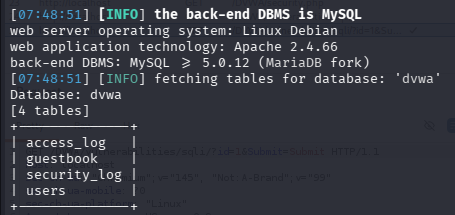 [07:48:51] [INFO] the back-end DBMS is MySQL
web server operating system: Linux Debian
web application technology: Apache 2.4.66
back-end DBMS: MySQL ≥ 5.0.12 (MariaDB fork)
[07:48:51] [INFO] fetching tables for database: 'dvwa'
Database: dvwa
[4 tables]
+--------------+
| access_log   |
| guestbook    |
| security_log |
| users        |
+--------------+